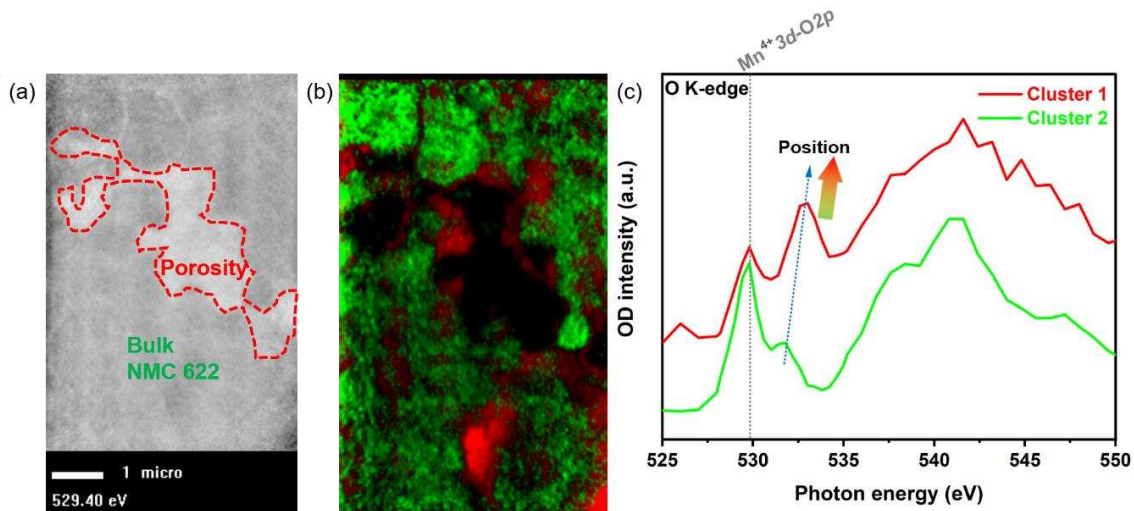 (a)
Porosity
Bulk
NMC 622
1 micro
529.40 eV
(b)
(c)
Mn⁴⁺3d-O2p
O K-edge
Cluster 1
Cluster 2
Position
OD intensity (a.u.)
525 530 535 540 545 550
Photon energy (eV)